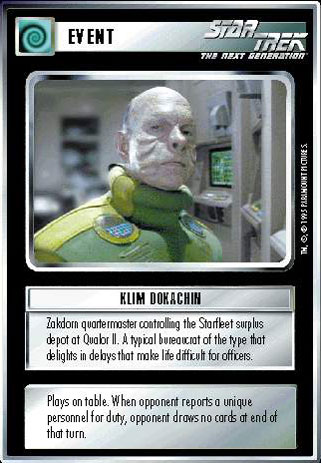 EVENT
STAR TREK
THE NEXT GENERATION
TM, ®, © 1995 PARAMOUNT PICTURES.
KLIM DOKACHIN
Zakdorn quartermaster controlling the Starfleet surplus
depot at Qualor II. A typical bureaucrat of the type that
delights in delays that make life difficult for officers.
Plays on table. When opponent reports a unique
personnel for duty, opponent draws no cards at end of
that turn.